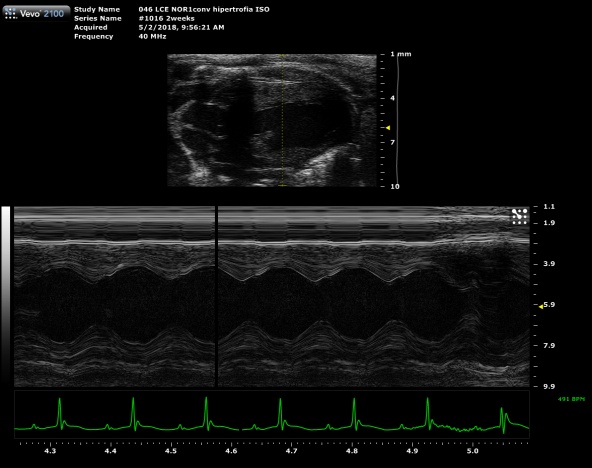 Vevo 2100
Study Name 046 LCE NOR1conv hipertrofia ISO
Series Name #1016 2weeks
Acquired 5/2/2018, 9:56:21 AM
Frequency 40 MHz
1 mm
4
7
10
1.1
1.9
3.9
5.9
7.9
9.9
491 BPM
4.3 4.4 4.5 4.6 4.7 4.8 4.9 5.0